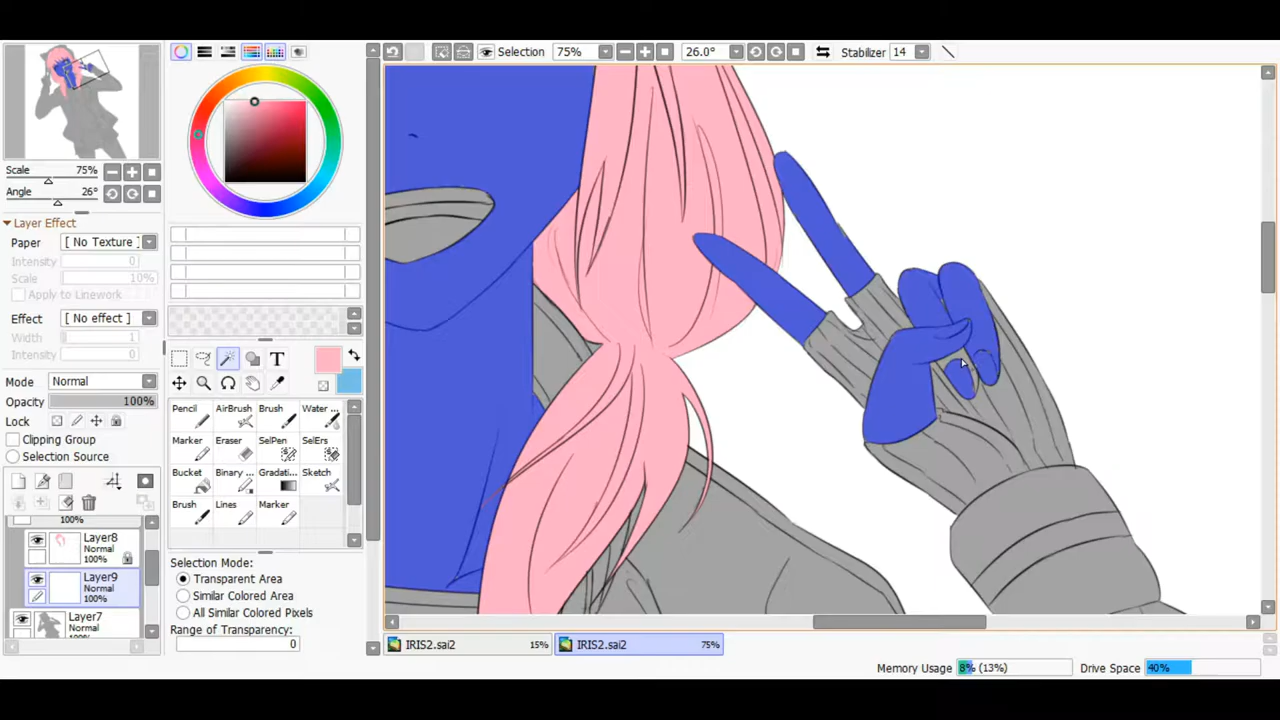 Selection 75% 26.0° Stabilizer 14
Scale 75%
Angle 26°
Layer Effect
Paper [ No Texture ]
Intensity 0
Scale 10%
Apply to Linework
Effect [ No effect ]
Width 1
Intensity 0
Mode Normal
Opacity 100%
Lock
Clipping Group
Selection Source
100%
Layer8
Normal
100%
Layer9
Normal
100%
Layer7
Normal
T
Pencil AirBrush Brush Water ...
Marker Eraser SelPen SelErs
Bucket Binary ... Gradati... Sketch
Brush Lines Marker
Selection Mode:
Transparent Area
Similar Colored Area
All Similar Colored Pixels
Range of Transparency:
0
IRIS2.sai2 15% IRIS2.sai2 75%
Memory Usage 8% (13%) Drive Space 40%